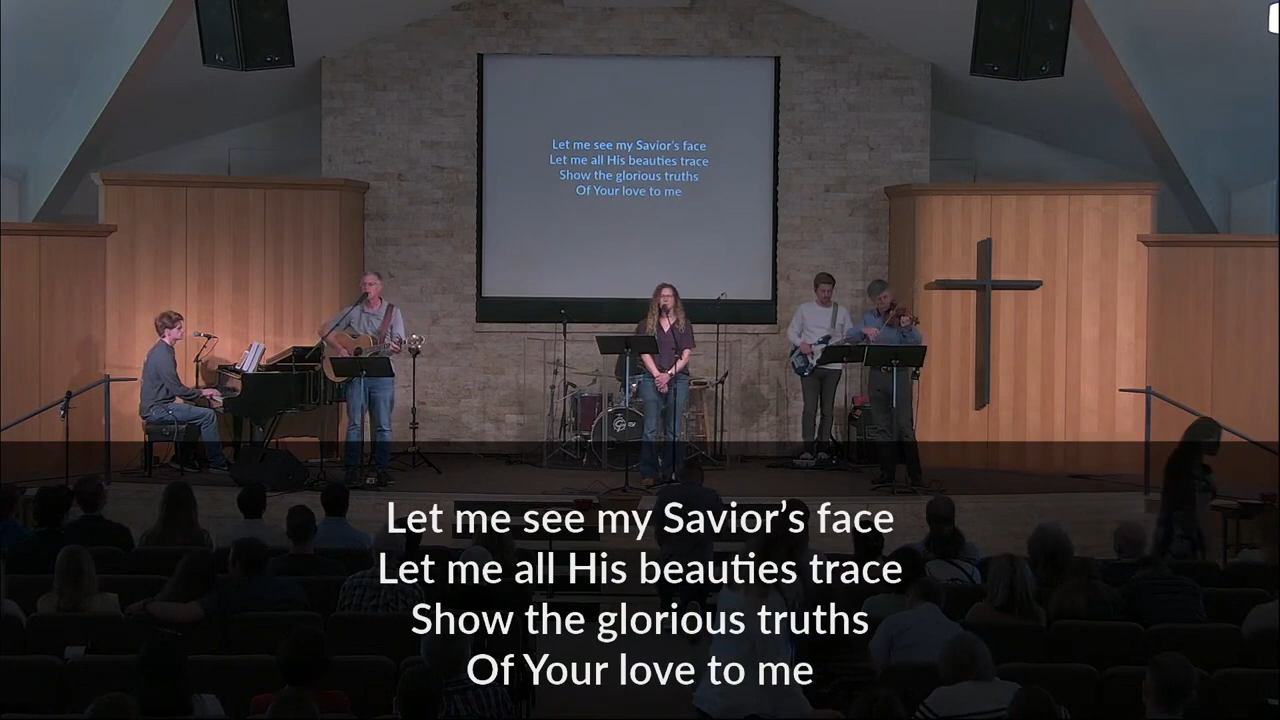 Let me see my Savior's face
Let me all His beauties trace
Show the glorious truths
Of Your love to me
Let me see my Savior's face
Let me all His beauties trace
Show the glorious truths
Of Your love to me